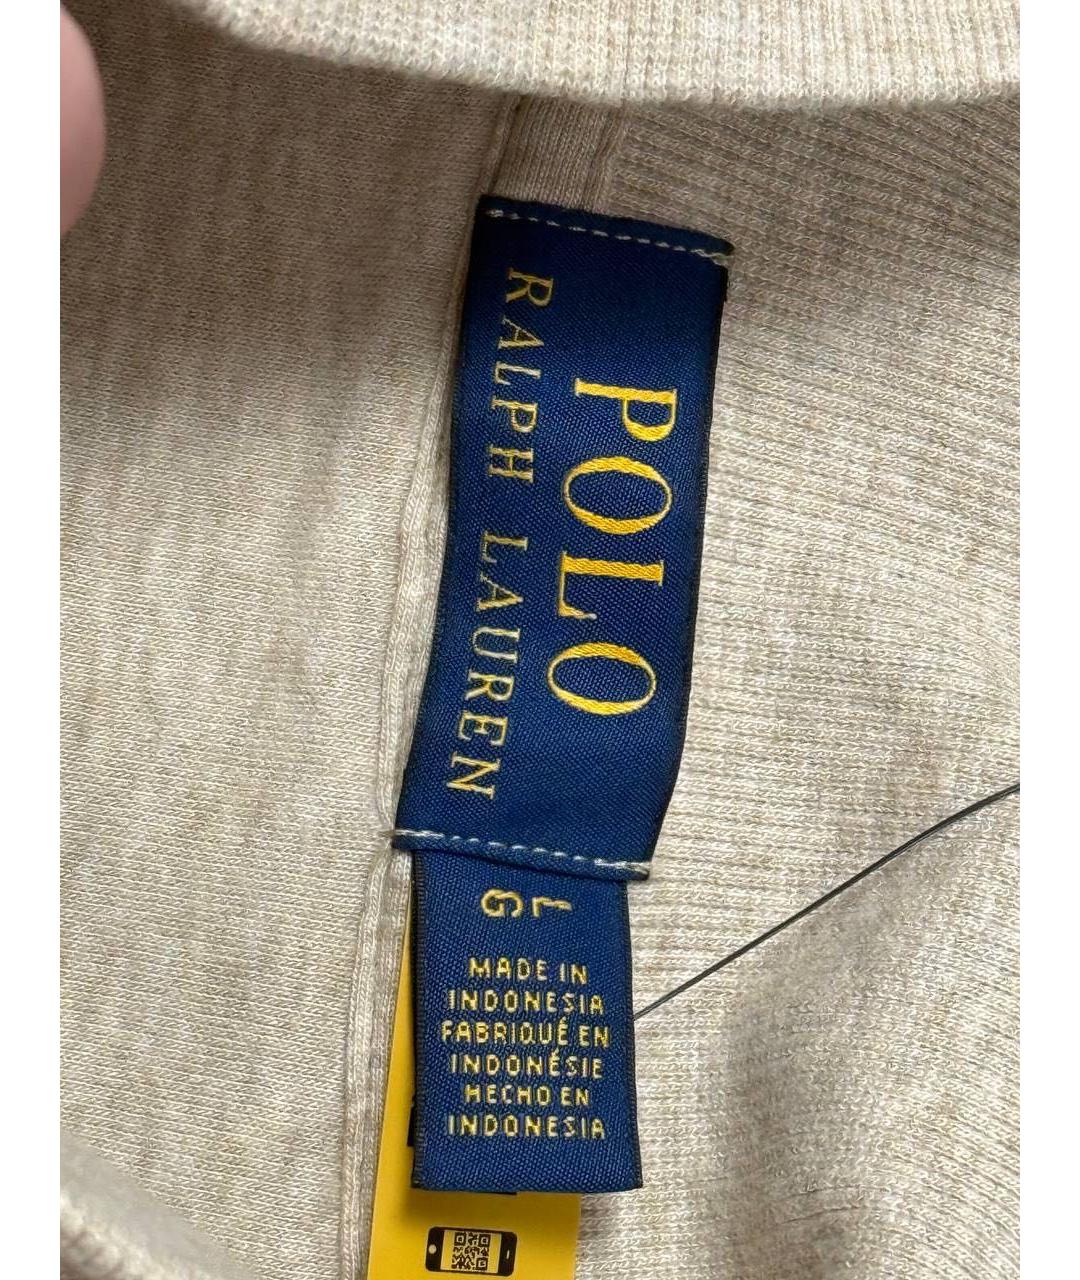 POLO
RALPH LAUREN
L
G
MADE IN
INDONESIA
FABRIQUÉ EN
INDONÉSIE
HECHO EN
INDONESIA